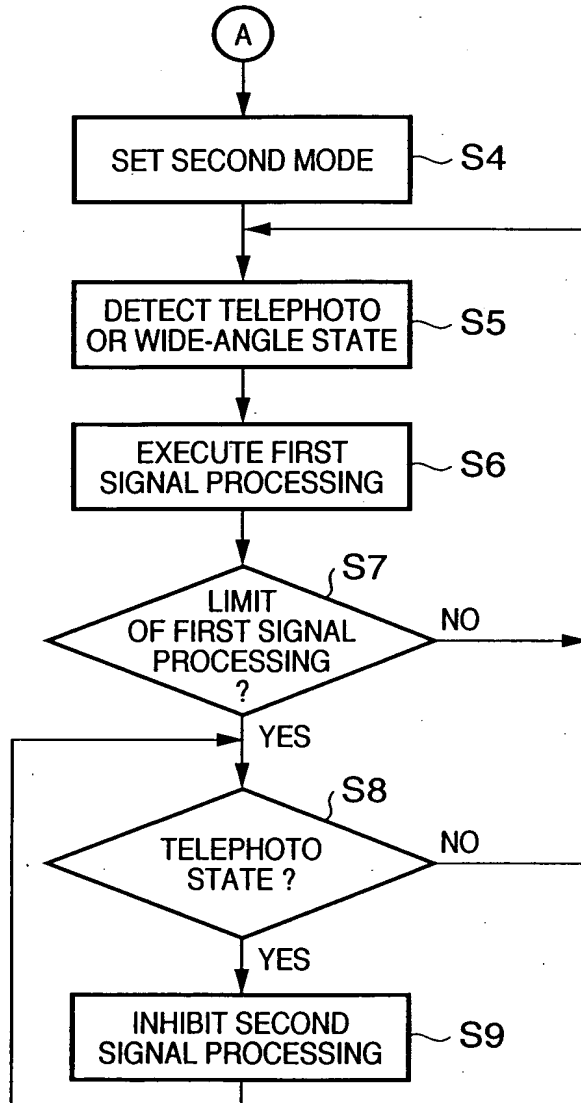 A
SET SECOND MODE
S4
DETECT TELEPHOTO
OR WIDE-ANGLE STATE
S5
EXECUTE FIRST
SIGNAL PROCESSING
S6
S7
LIMIT
OF FIRST SIGNAL
PROCESSING
?
NO
YES
S8
TELEPHOTO
STATE ?
NO
YES
INHIBIT SECOND
SIGNAL PROCESSING
S9